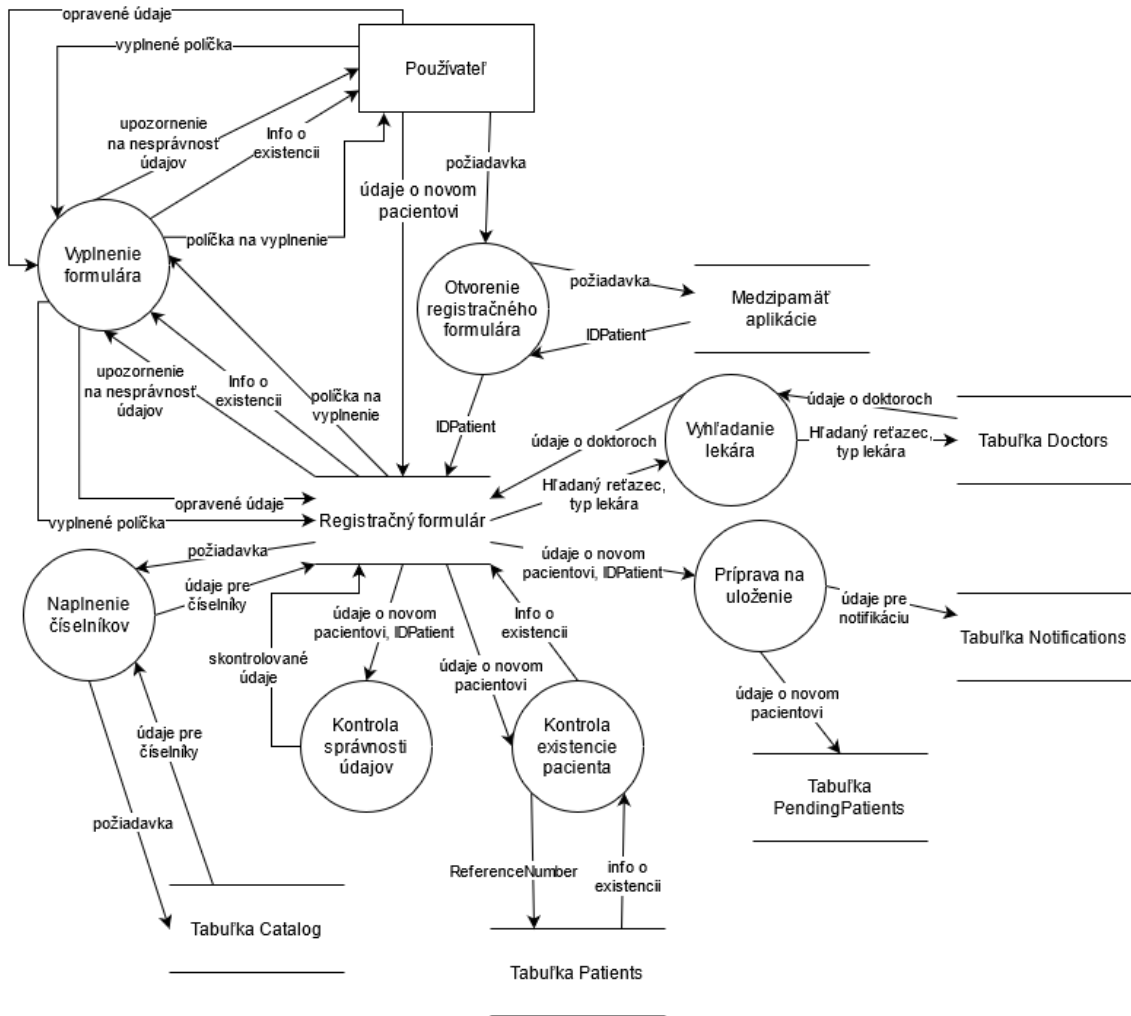 opravené údaje
vyplnené políčka
Používateľ
upozornenie
na nesprávnosť
údajov
Info o
existencii
požiadavka
údaje o novom
pacientovi
políčka na vyplnenie
Vyplnenie
formulára
Otvorenie
registračného
formulára
požiadavka
Medzipamäť
aplikácie
IDPatient
upozornenie
na nesprávnosť
údajov
Info o
existencii
políčka na
vyplnenie
IDPatient
údaje o doktoroch
Vyhľadanie
lekára
údaje o doktoroch
Hľadaný reťazec,
typ lekára
Tabuľka Doctors
opravené údaje
vyplnené políčka
Registračný formulár
Hľadaný reťazec,
typ lekára
požiadavka
údaje o novom
pacientovi, IDPatient
Príprava na
uloženie
údaje pre
notifikáciu
Tabuľka Notifications
Naplnenie
číselníkov
údaje pre
číselníky
údaje o novom
pacientovi, IDPatient
Info o
existencii
skontrolované
údaje
údaje o novom
pacientovi
údaje o novom
pacientovi
Kontrola
správnosti
údajov
Kontrola
existencie
pacienta
údaje pre
číselníky
Tabuľka
PendingPatients
požiadavka
ReferenceNumber
info o
existencii
Tabuľka Catalog
Tabuľka Patients